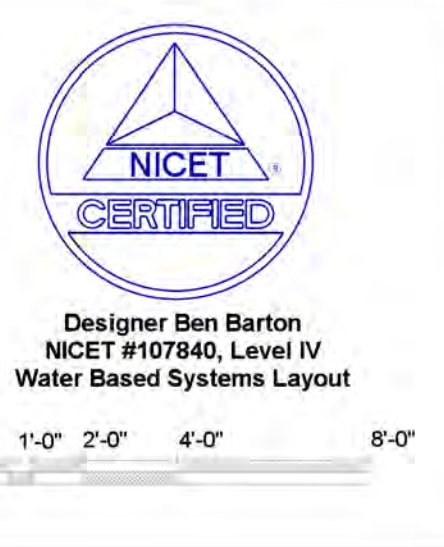 NICET
®
CERTIFIED
Designer Ben Barton
NICET #107840, Level IV
Water Based Systems Layout
1'-0" 2'-0" 4'-0" 8'-0"